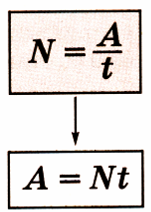 N = A/t
A = Nt